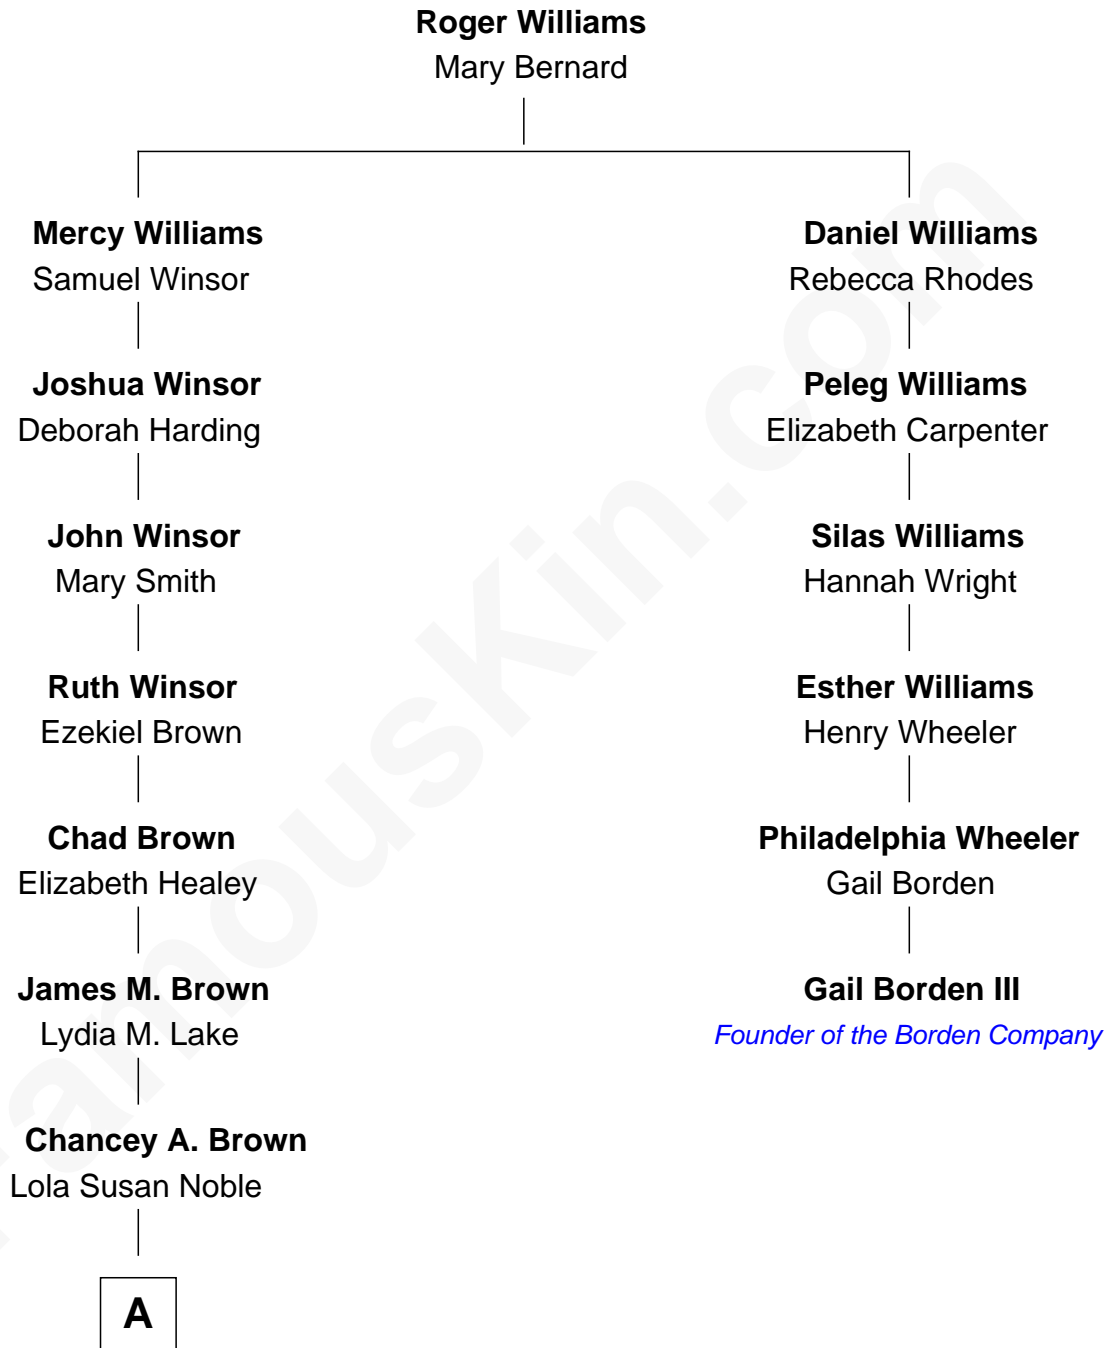 Roger Williams
Mary Bernard
Mercy Williams
Samuel Winsor
Daniel Williams
Rebecca Rhodes
Joshua Winsor
Deborah Harding
Peleg Williams
Elizabeth Carpenter
John Winsor
Mary Smith
Silas Williams
Hannah Wright
Ruth Winsor
Ezekiel Brown
Esther Williams
Henry Wheeler
Chad Brown
Elizabeth Healey
Philadelphia Wheeler
Gail Borden
James M. Brown
Lydia M. Lake
Gail Borden III
Founder of the Borden Company
Chancey A. Brown
Lola Susan Noble
A
FamousKin.com